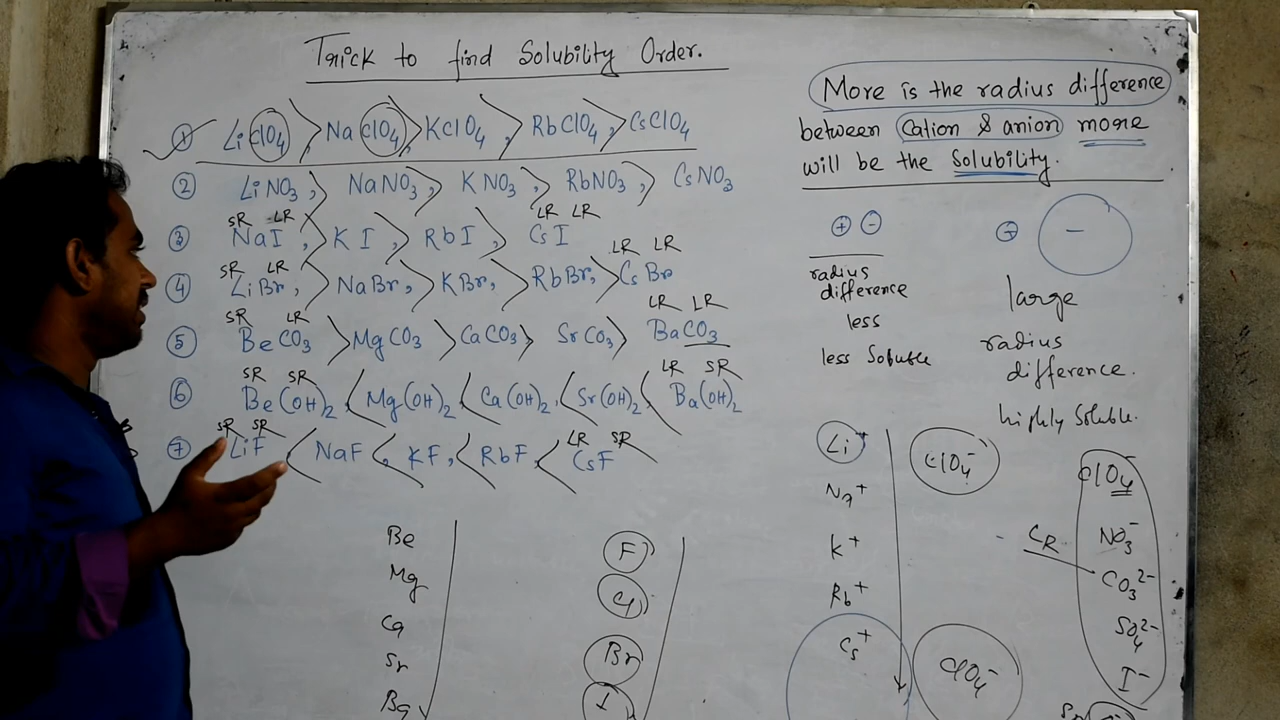 Trick to find Solubility Order.
① LiClO4 > NaClO4 > KClO4, > RbClO4, > CsClO4
② LiNO3, > NaNO3, > KNO3, > RbNO3, > CsNO3
SR LR LR LR
③ NaI, > KI > RbI, > CsI
SR LR LR LR
④ LiBr, > NaBr, > KBr, > RbBr, > CsBr
SR LR LR LR
⑤ BeCO3 > MgCO3 > CaCO3, > SrCO3 > BaCO3
SR SR LR SR
⑥ Be(OH)2, < Mg(OH)2, < Ca(OH)2, < Sr(OH)2, < Ba(OH)2
SR SR LR SR
⑦ LiF < NaF < KF, < RbF, < CsF
Be
Mg
Ca
Sr
Ba
F
Cl
Br
I
More is the radius difference
between Cation & anion more
will be the Solubility.
+ -
radius
difference
less
less Soluble
+ -
large
radius
difference.
highly Soluble.
Li+
Na+
K+
Rb+
Cs+
ClO4-
ClO4-
CR
ClO4-
NO3-
CO3 2-
SO4 2-
I-